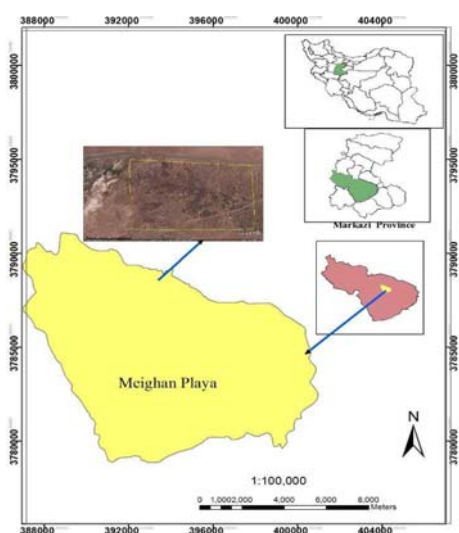 388000 392000 396000 400000 404000
3800000 3800000
3795000 3795000
Markazi Province
3790000 3790000
3785000 3785000
Meighan Playa
3780000 3780000
N
1:100,000
0 1,0002,000 4,000 6,000 8,000
Meters
388000 392000 396000 400000 404000